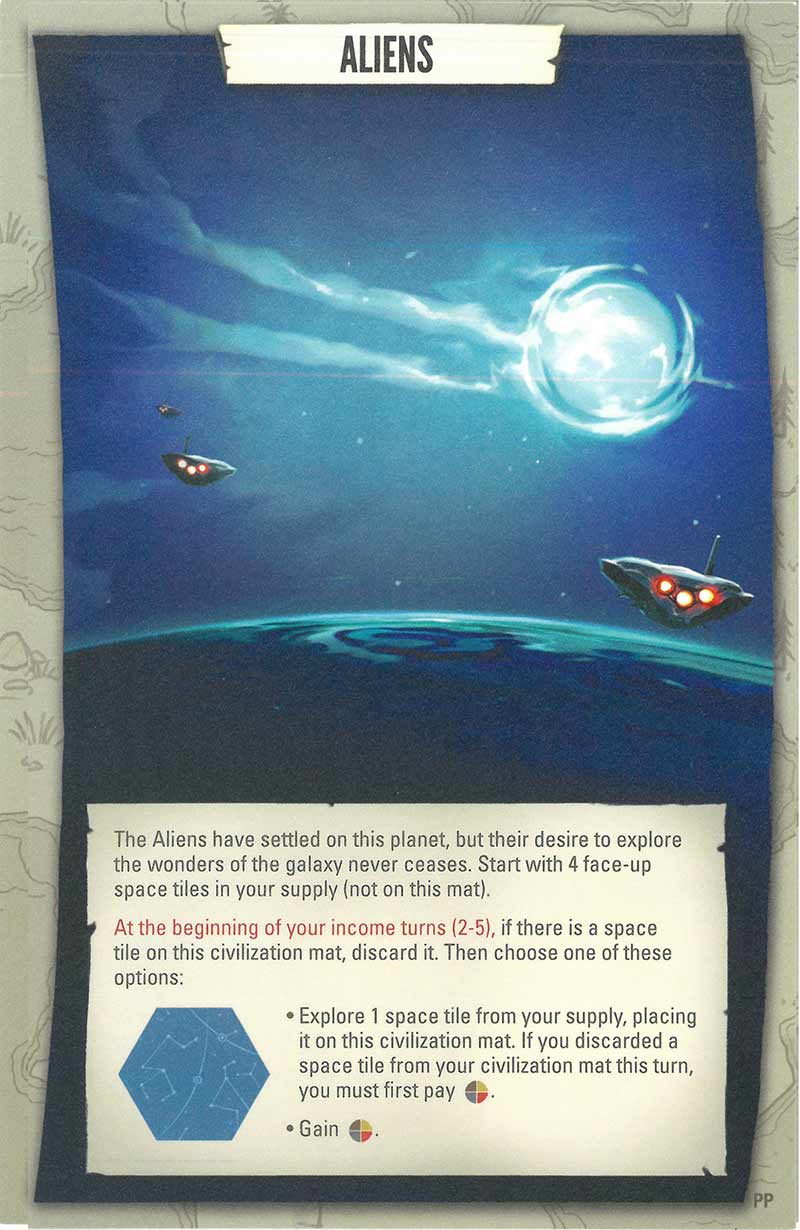 ALIENS
The Aliens have settled on this planet, but their desire to explore
the wonders of the galaxy never ceases. Start with 4 face-up
space tiles in your supply (not on this mat).
At the beginning of your income turns (2-5), if there is a space
tile on this civilization mat, discard it. Then choose one of these
options:
• Explore 1 space tile from your supply, placing
it on this civilization mat. If you discarded a
space tile from your civilization mat this turn,
you must first pay .
• Gain .
PP